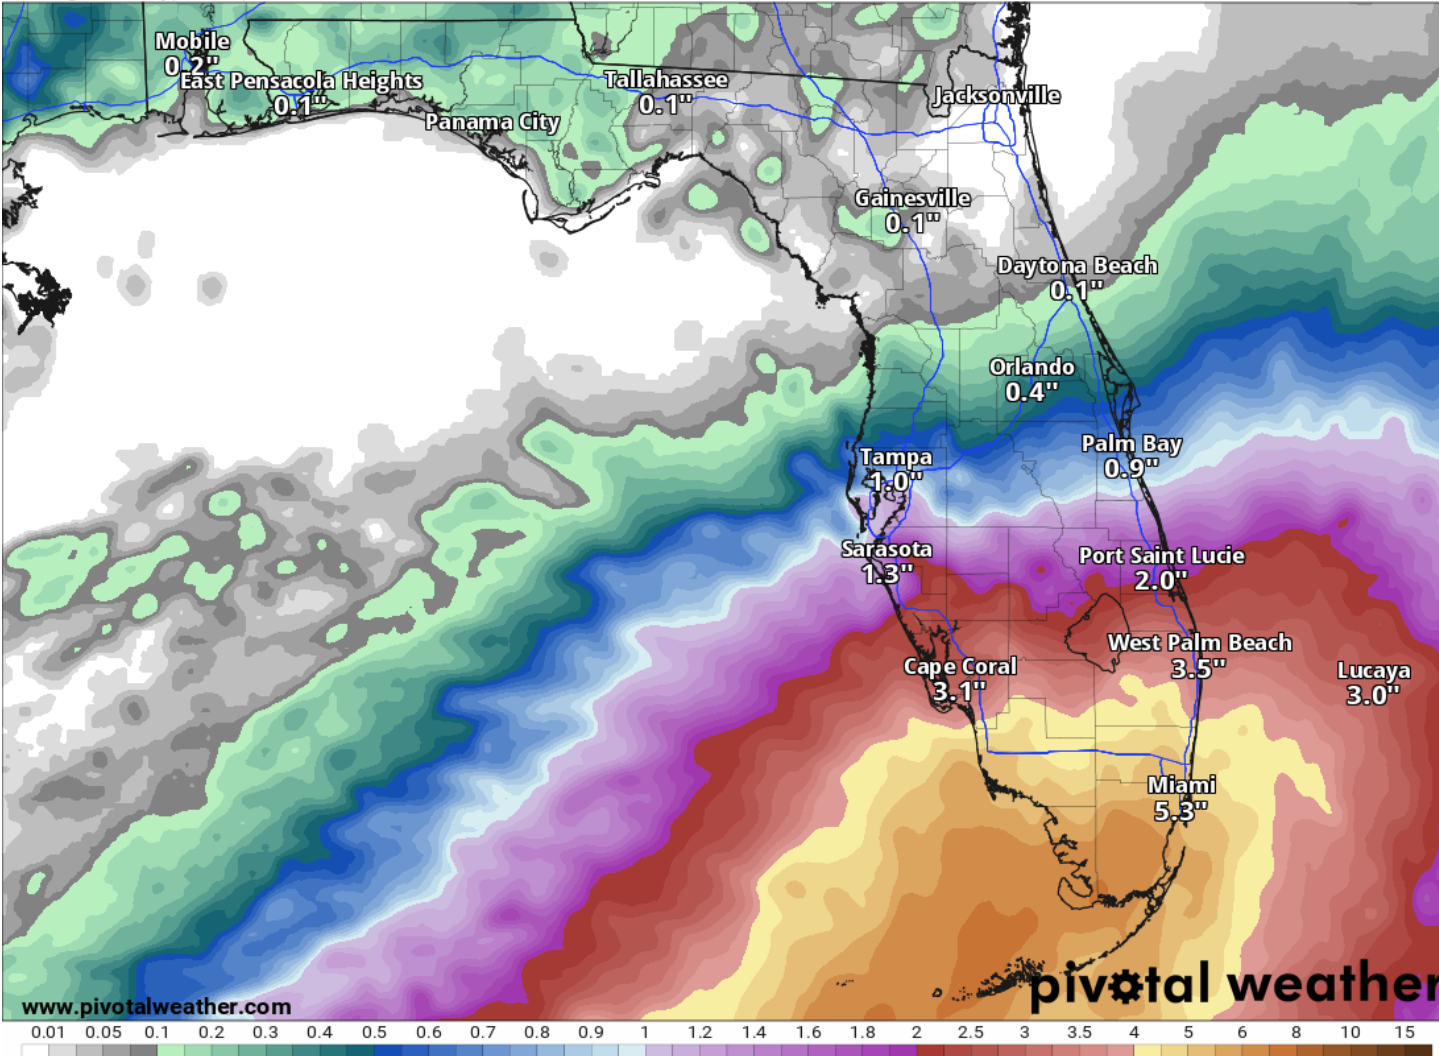 Mobile
0.2"
East Pensacola Heights
0.1"
Tallahassee
0.1"
Panama City
Jacksonville
Gainesville
0.1"
Daytona Beach
0.1"
Orlando
0.4"
Tampa
1.0"
Palm Bay
0.9"
Sarasota
1.3"
Port Saint Lucie
2.0"
West Palm Beach
3.5"
Cape Coral
3.1"
Lucaya
3.0"
Miami
5.3"
pivotal weather
www.pivotalweather.com
0.01 0.05 0.1 0.2 0.3 0.4 0.5 0.6 0.7 0.8 0.9 1 1.2 1.4 1.6 1.8 2 2.5 3 3.5 4 5 6 8 10 15